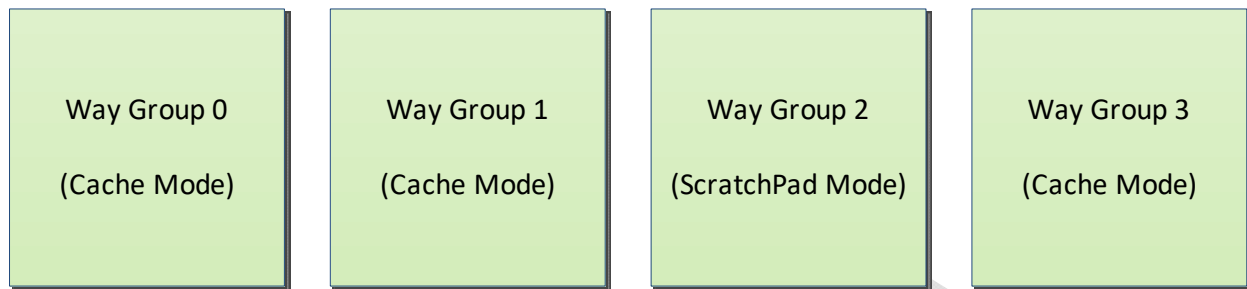 Way Group 0
(Cache Mode)
Way Group 1
(Cache Mode)
Way Group 2
(ScratchPad Mode)
Way Group 3
(Cache Mode)